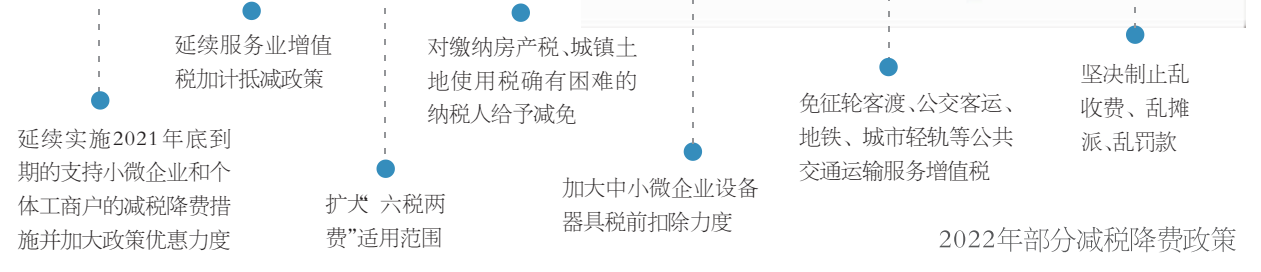 延续实施2021年底到
期的支持小微企业和个
体工商户的减税降费措
施并加大政策优惠力度
延续服务业增值
税加计抵减政策
扩大“六税两
费”适用范围
对缴纳房产税、城镇土
地使用税确有困难的
纳税人给予减免
加大中小微企业设备
器具税前扣除力度
免征轮客渡、公交客运、
地铁、城市轻轨等公共
交通运输服务增值税
坚决制止乱
收费、乱摊
派、乱罚款
2022年部分减税降费政策